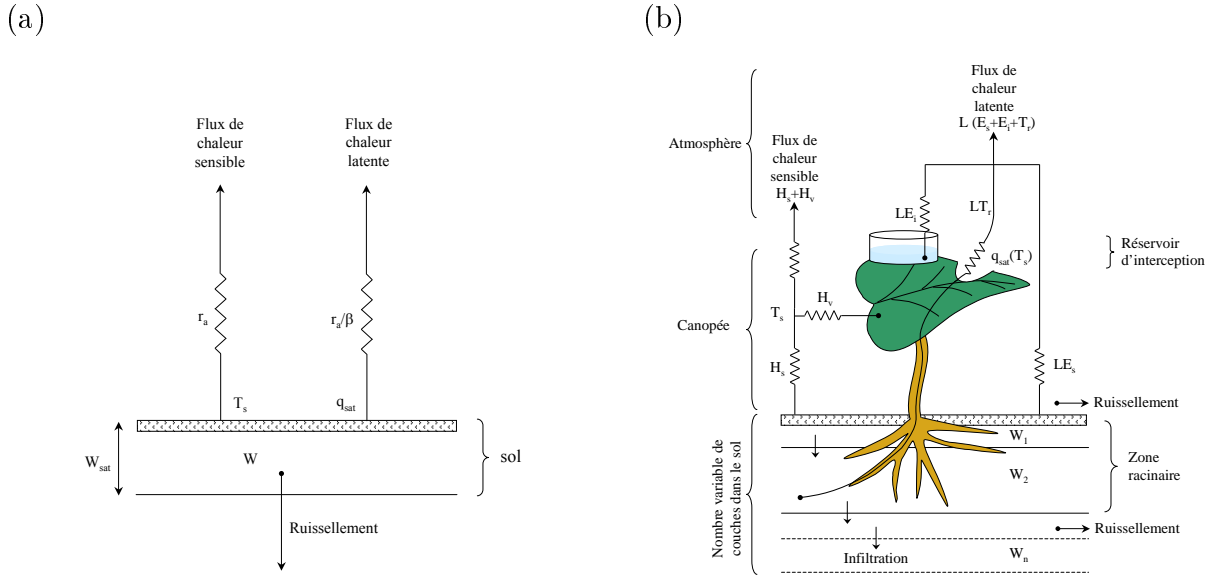 (a)
Flux de
chaleur
sensible
Flux de
chaleur
latente
r_a
r_a/β
T_s
q_sat
W_sat
W
sol
Ruissellement
(b)
Flux de
chaleur
latente
L (E_s+E_i+T_r)
Atmosphère
Flux de
chaleur
sensible
H_s+H_v
LE_i
LT_r
q_sat(T_s)
Réservoir
d'interception
Canopée
T_s
H_v
H_s
LE_s
Ruissellement
Nombre variable de
couches dans le sol
W_1
W_2
Zone
racinaire
Ruissellement
Infiltration
W_n